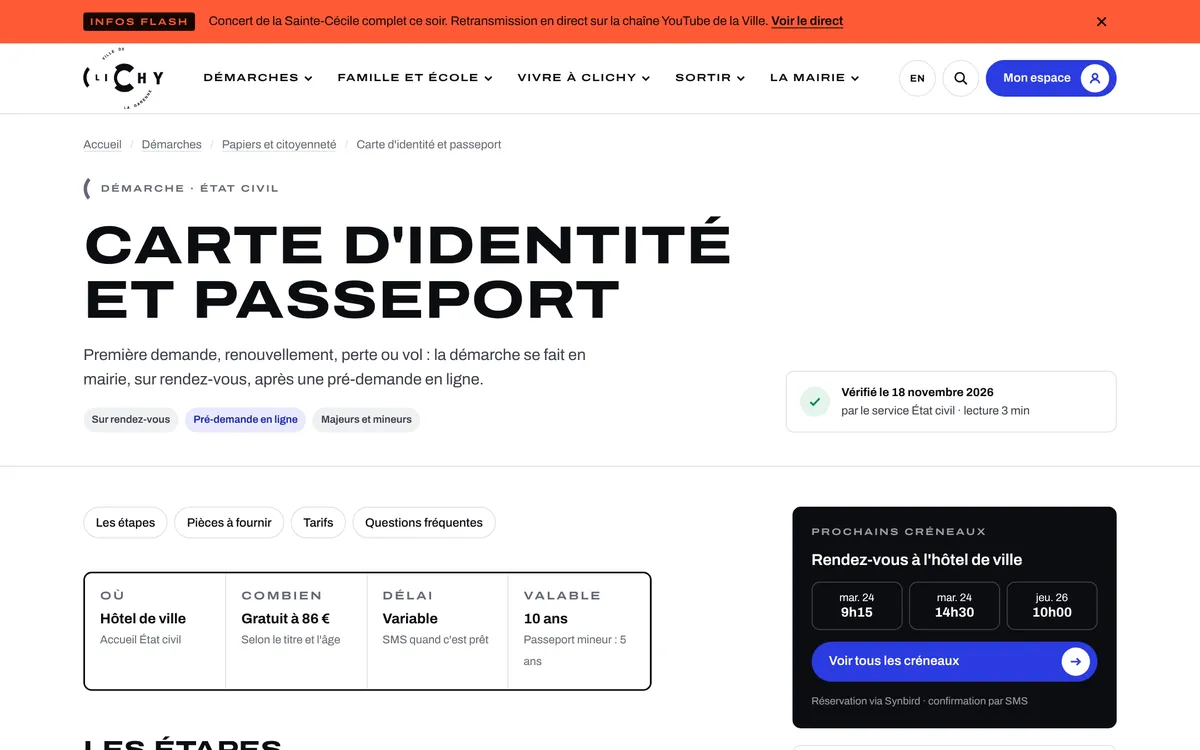 INFOS FLASH Concert de la Sainte-Cécile complet ce soir. Retransmission en direct sur la chaîne YouTube de la Ville. Voir le direct
VILLE DE
CLICHY
LA GARENNE
DÉMARCHES FAMILLE ET ÉCOLE VIVRE À CLICHY SORTIR LA MAIRIE EN Mon espace
Accueil / Démarches / Papiers et citoyenneté / Carte d'identité et passeport
DÉMARCHE · ÉTAT CIVIL
CARTE D'IDENTITÉ
ET PASSEPORT
Première demande, renouvellement, perte ou vol : la démarche se fait en
mairie, sur rendez-vous, après une pré-demande en ligne.
Sur rendez-vous Pré-demande en ligne Majeurs et mineurs
Vérifié le 18 novembre 2026
par le service État civil · lecture 3 min
Les étapes Pièces à fournir Tarifs Questions fréquentes
OÙ
Hôtel de ville
Accueil État civil
COMBIEN
Gratuit à 86 €
Selon le titre et l'âge
DÉLAI
Variable
SMS quand c'est prêt
VALABLE
10 ans
Passeport mineur : 5
ans
PROCHAINS CRÉNEAUX
Rendez-vous à l'hôtel de ville
mar. 24
9h15
mar. 24
14h30
jeu. 26
10h00
Voir tous les créneaux
Réservation via Synbird · confirmation par SMS
LES ÉTAPES